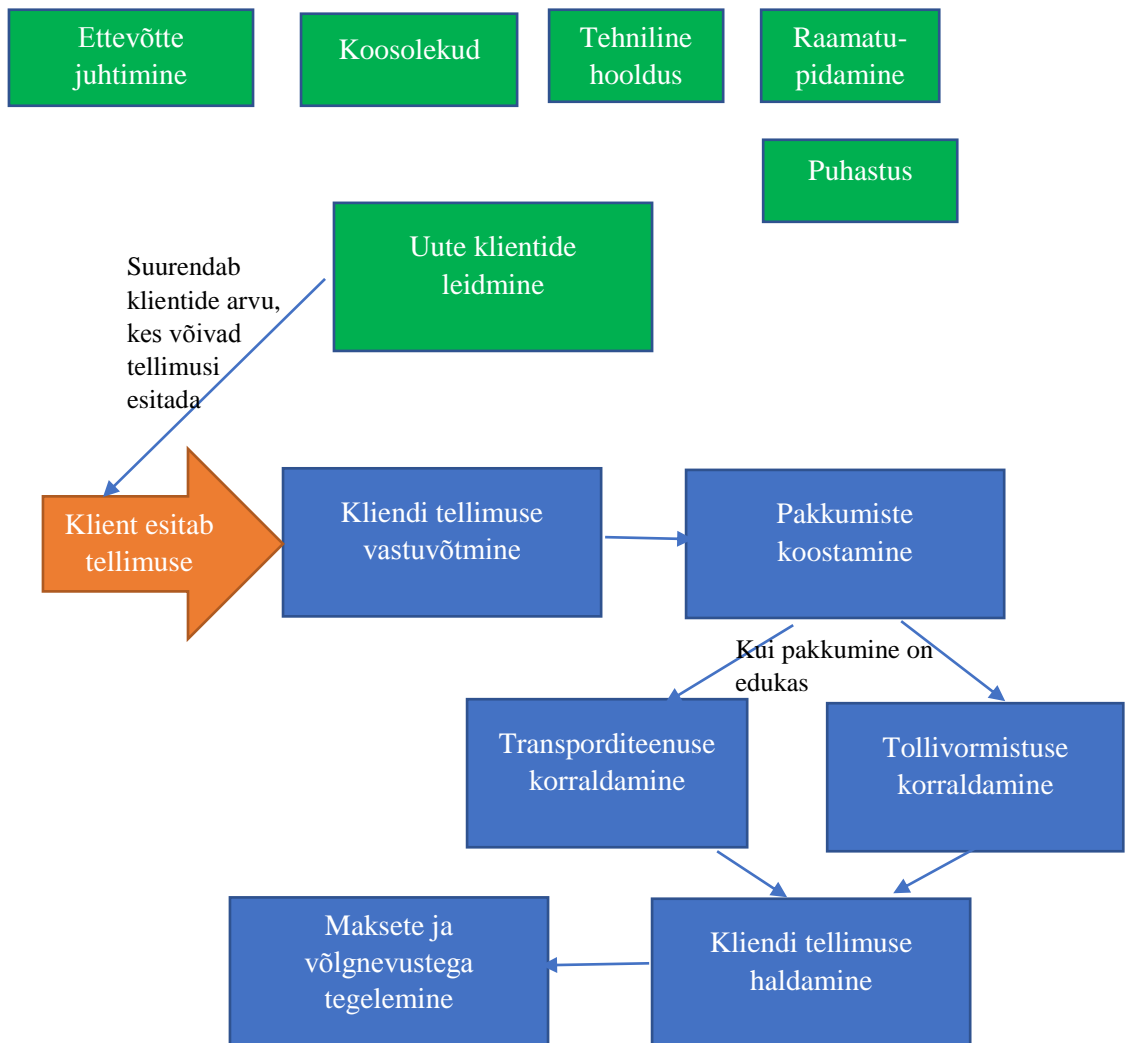 Ettevõtte
juhtimine
Koosolekud
Tehniline
hooldus
Raamatu-
pidamine
Puhastus
Uute klientide
leidmine
Suurendab
klientide arvu,
kes võivad
tellimusi
esitada
Klient esitab
tellimuse
Kliendi tellimuse
vastuvõtmine
Pakkumiste
koostamine
Kui pakkumine on
edukas
Transporditeenuse
korraldamine
Tollivormistuse
korraldamine
Maksete ja
võlgnevustega
tegelemine
Kliendi tellimuse
haldamine